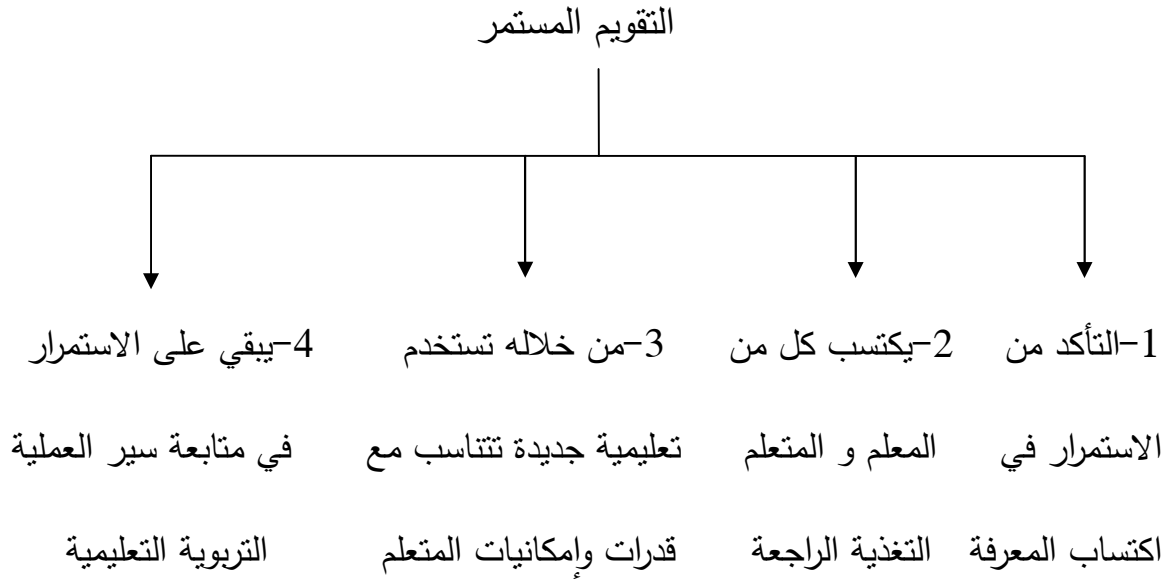 التقويم المستمر
1-التأكد من
الاستمرار في
اكتساب المعرفة
2-يكتسب كل من
المعلم و المتعلم
التغذية الراجعة
3-من خلاله تستخدم
تعليمية جديدة تتناسب مع
قدرات وإمكانيات المتعلم
4-يبقي على الاستمرار
في متابعة سير العملية
التربوية التعليمية